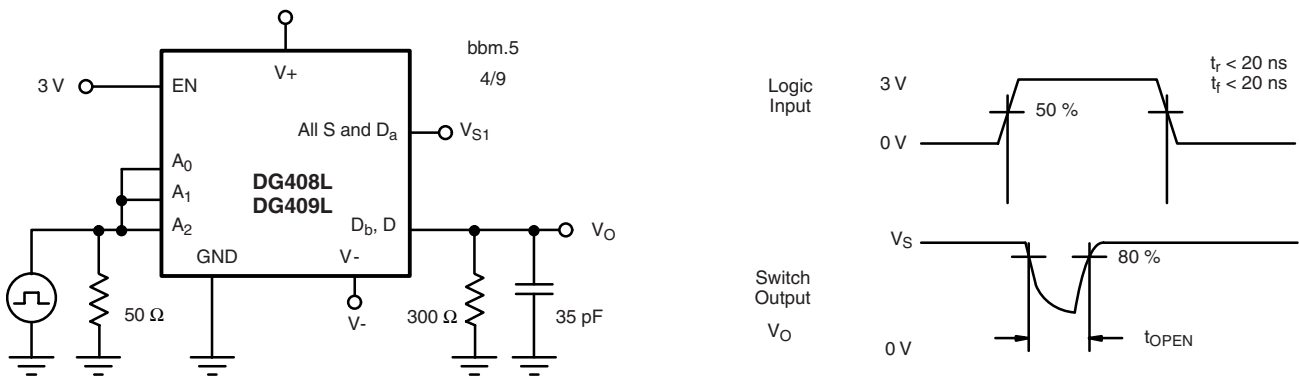 bbm.5
4/9
V+
3 V
EN
All S and Da
VS1
A0
A1
A2
DG408L
DG409L
Db, D
VO
GND
V-
V-
50 Ω
300 Ω
35 pF
Logic
Input
3 V
0 V
50 %
tr < 20 ns
tf < 20 ns
VS
80 %
Switch
Output
VO
0 V
tOPEN